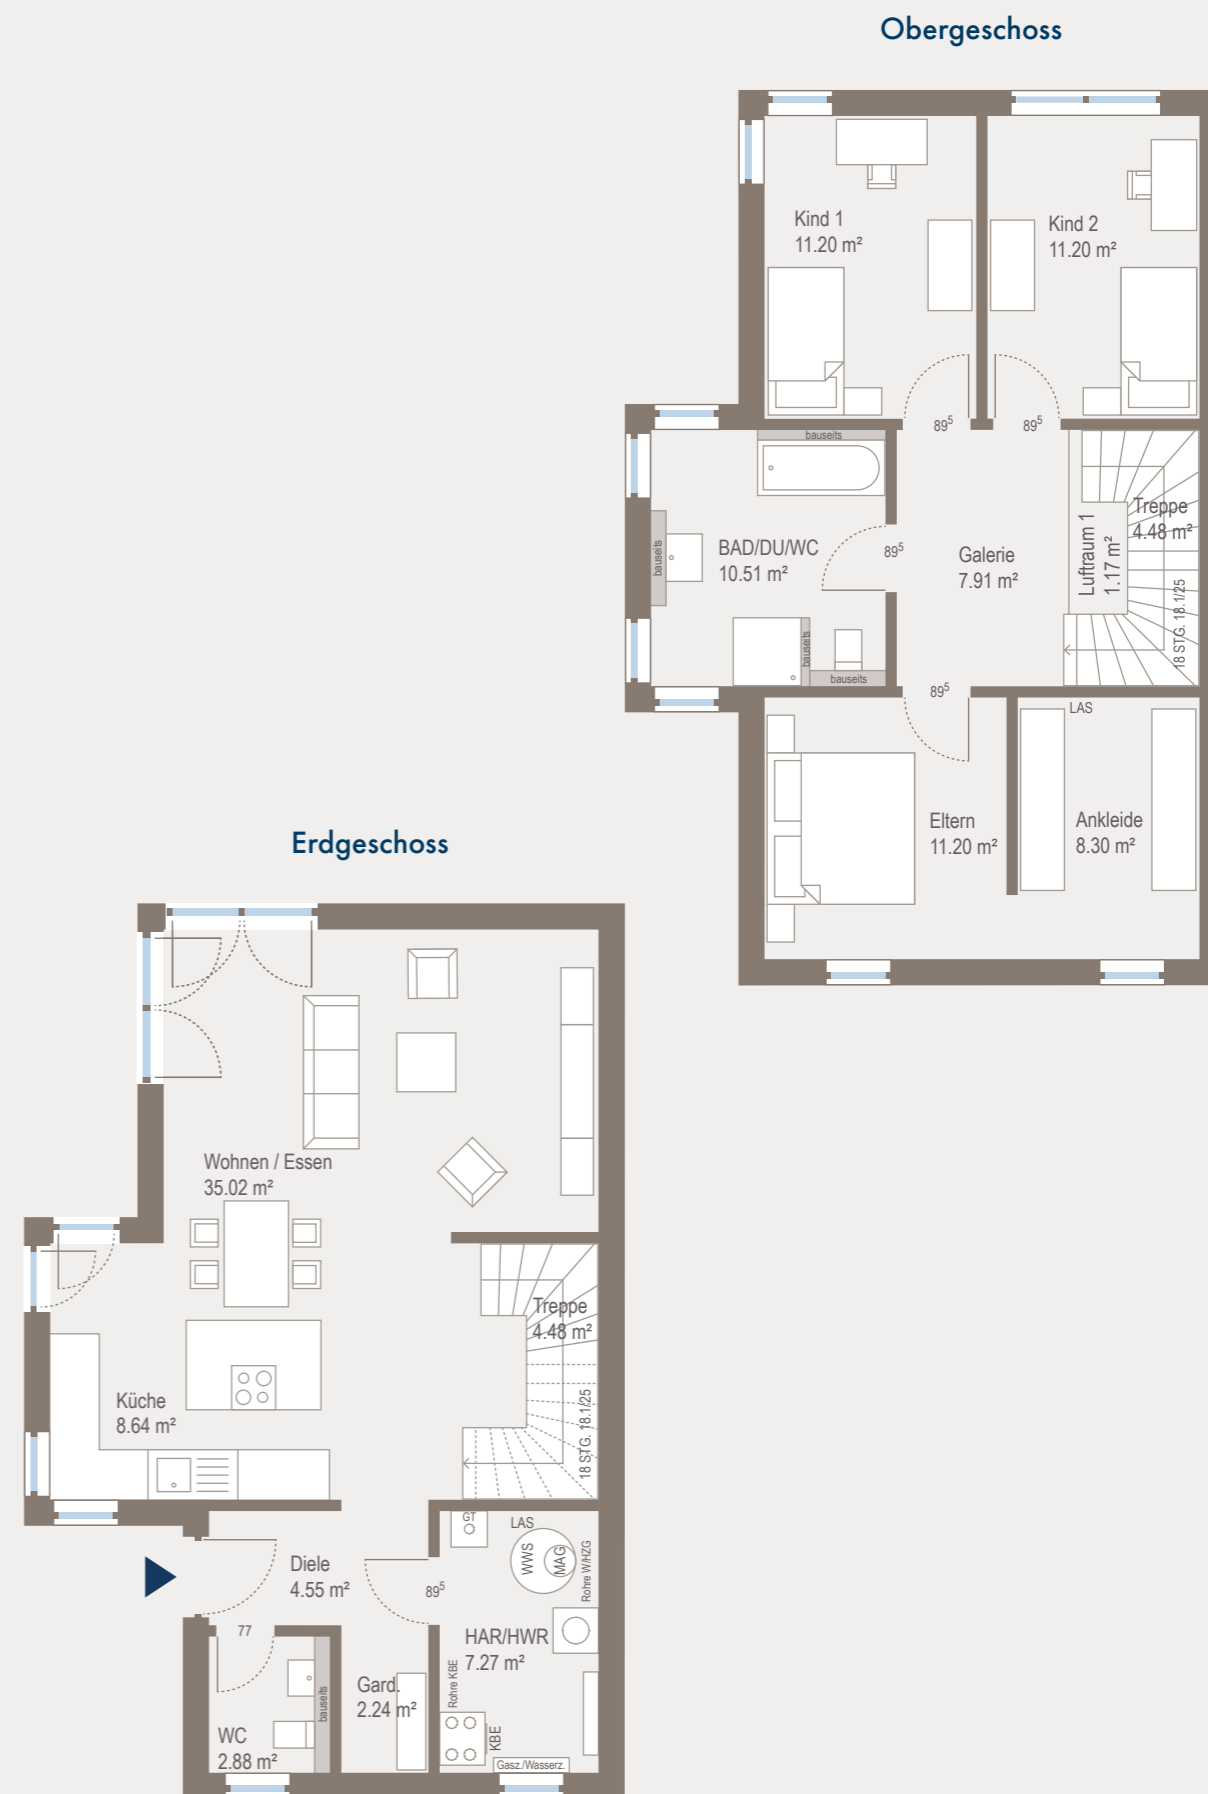 Obergeschoss
Kind 1
11.20 m²
Kind 2
11.20 m²
89⁵
89⁵
bauseits
bauseits
BAD/DU/WC
10.51 m²
89⁵
Galerie
7.91 m²
Luftraum 1
1.17 m²
Treppe
4.48 m²
18 STG. 18.1/25
bauseits
bauseits
89⁵
LAS
Eltern
11.20 m²
Ankleide
8.30 m²
Erdgeschoss
Wohnen / Essen
35.02 m²
Treppe
4.48 m²
18 STG. 18.1/25
Küche
8.64 m²
GT
LAS
WWS
MAG
Rohre W/HZG
Diele
4.55 m²
89⁵
77
HAR/HWR
7.27 m²
Rohre KBE
KBE
Gard.
2.24 m²
bauseits
WC
2.88 m²
Gasz./Wasserz.